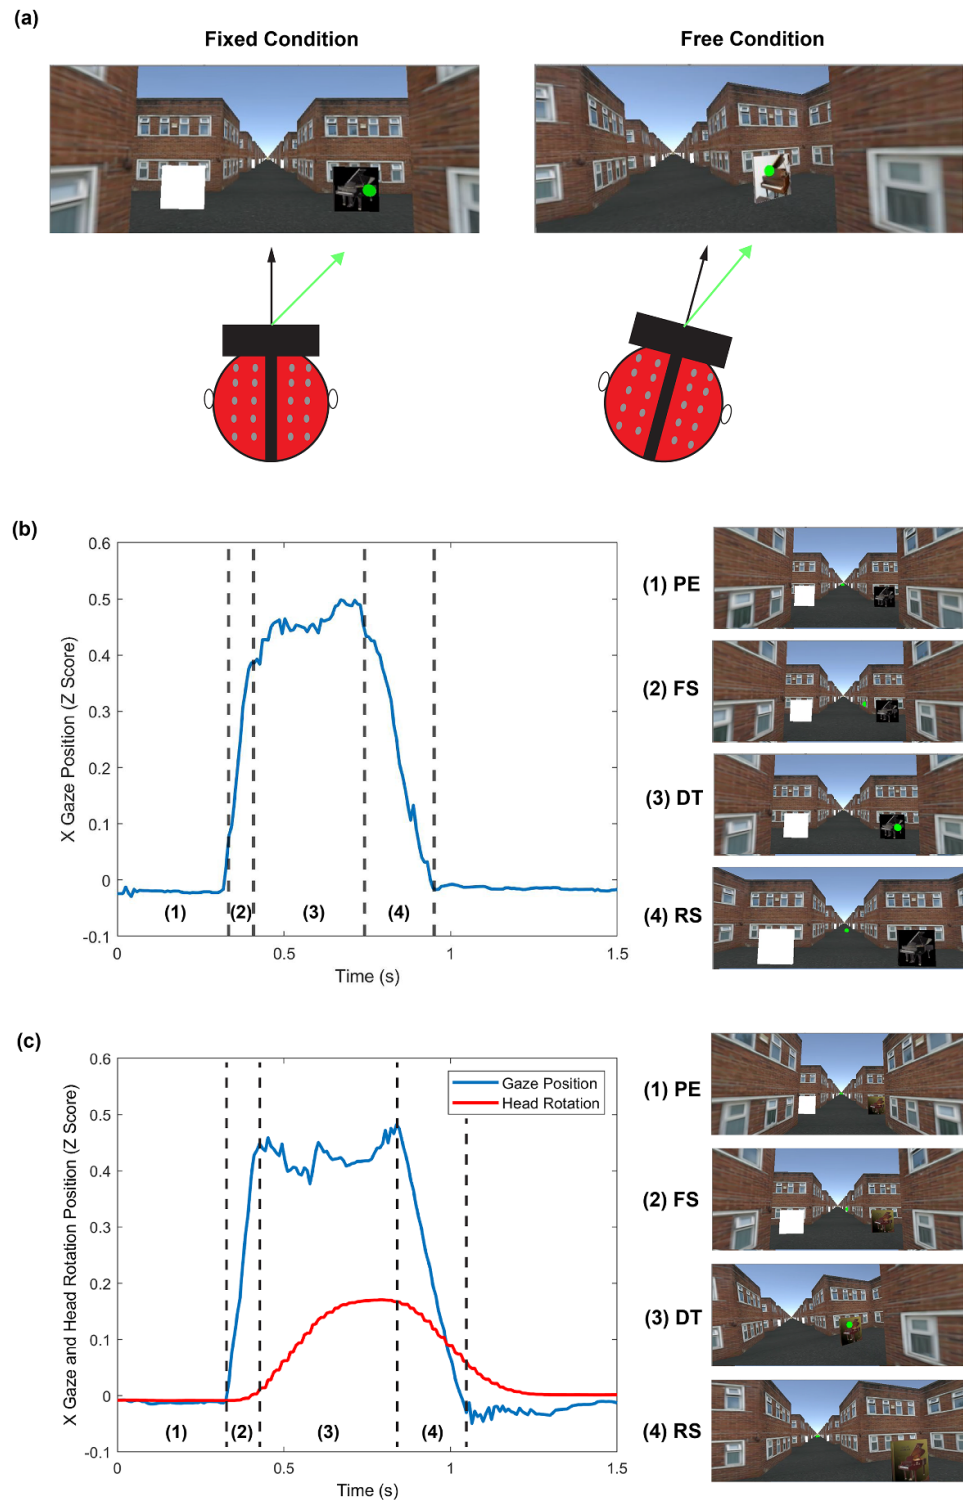 (a)
Fixed Condition
Free Condition
(b)
0.6
0.5
0.4
0.3
0.2
0.1
0
-0.1
X Gaze Position (Z Score)
(1)
(2)
(3)
(4)
0
0.5
1
1.5
Time (s)
(1) PE
(2) FS
(3) DT
(4) RS
(c)
0.6
0.5
0.4
0.3
0.2
0.1
0
-0.1
X Gaze and Head Rotation Position (Z Score)
Gaze Position
Head Rotation
(1)
(2)
(3)
(4)
0
0.5
1
1.5
Time (s)
(1) PE
(2) FS
(3) DT
(4) RS